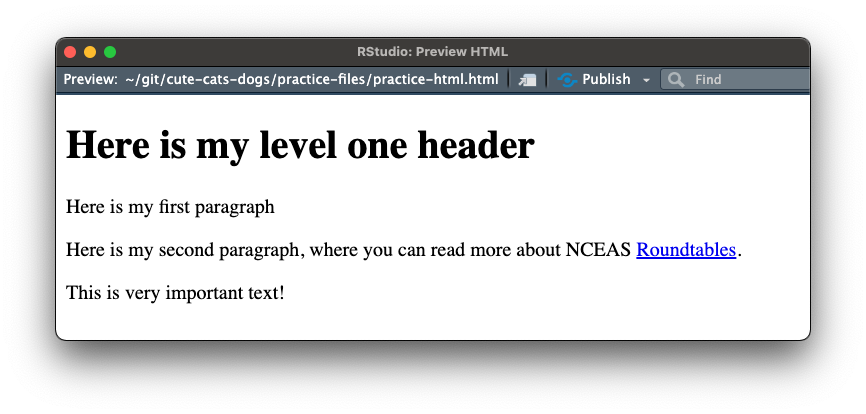 RStudio: Preview HTML
Preview: ~/git/cute-cats-dogs/practice-files/practice-html.html Publish Find
Here is my level one header
Here is my first paragraph
Here is my second paragraph, where you can read more about NCEAS Roundtables.
This is very important text!